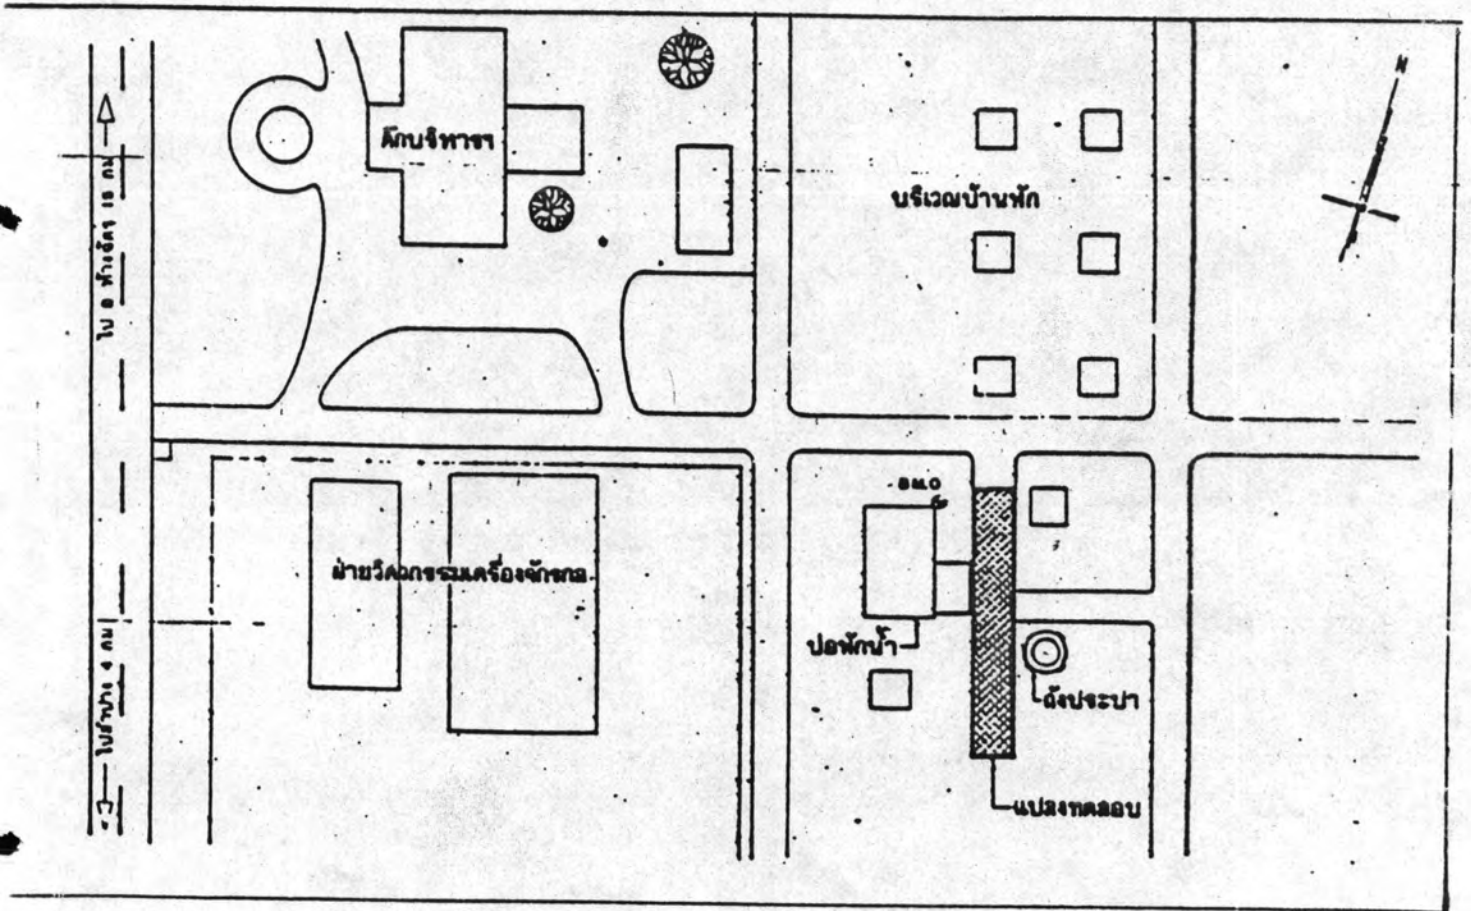 ตึกบริหารฯ
N
บริเวณบ้านพัก
ไป อ ห้างฉัตร 15 กม
ฝ่ายวิศวกรรมเครื่องจักรกล
บ่อพักน้ำ
ถังประปา
ไปลำปาง 4 กม
แปลงทดสอบ